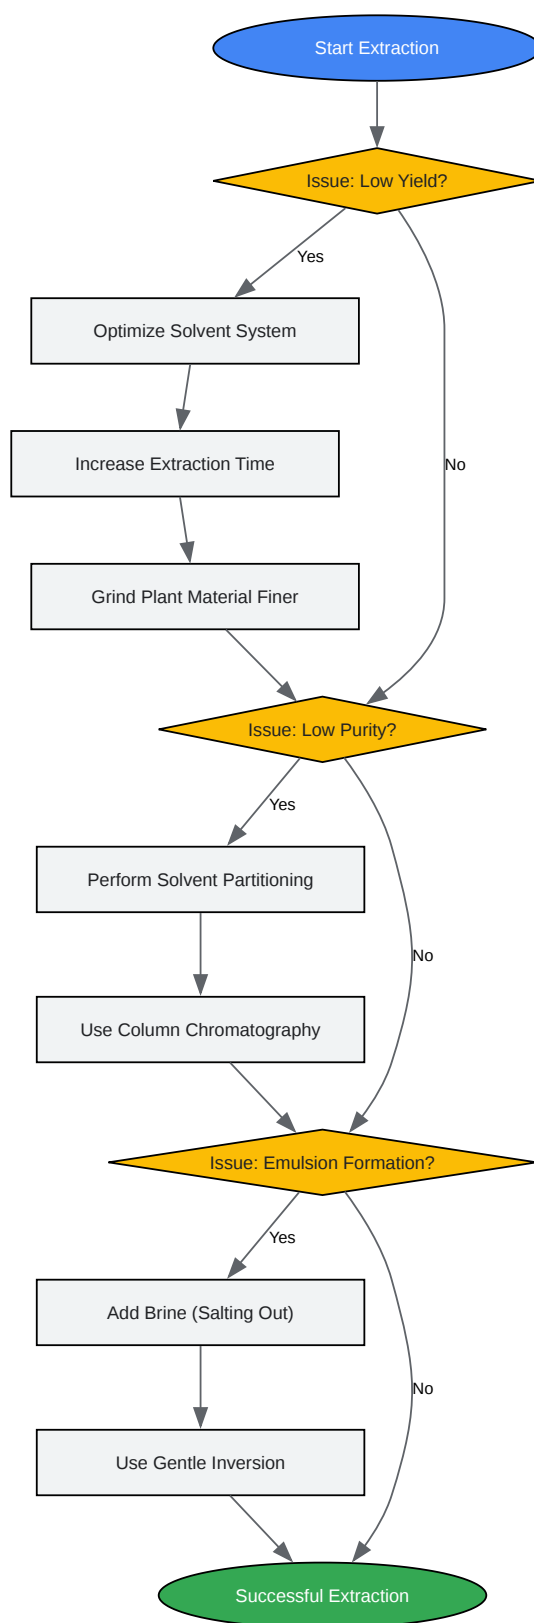 Start Extraction
Issue: Low Yield?
Yes
Optimize Solvent System
Increase Extraction Time
No
Grind Plant Material Finer
Issue: Low Purity?
Yes
Perform Solvent Partitioning
No
Use Column Chromatography
Issue: Emulsion Formation?
Yes
Add Brine (Salting Out)
No
Use Gentle Inversion
Successful Extraction